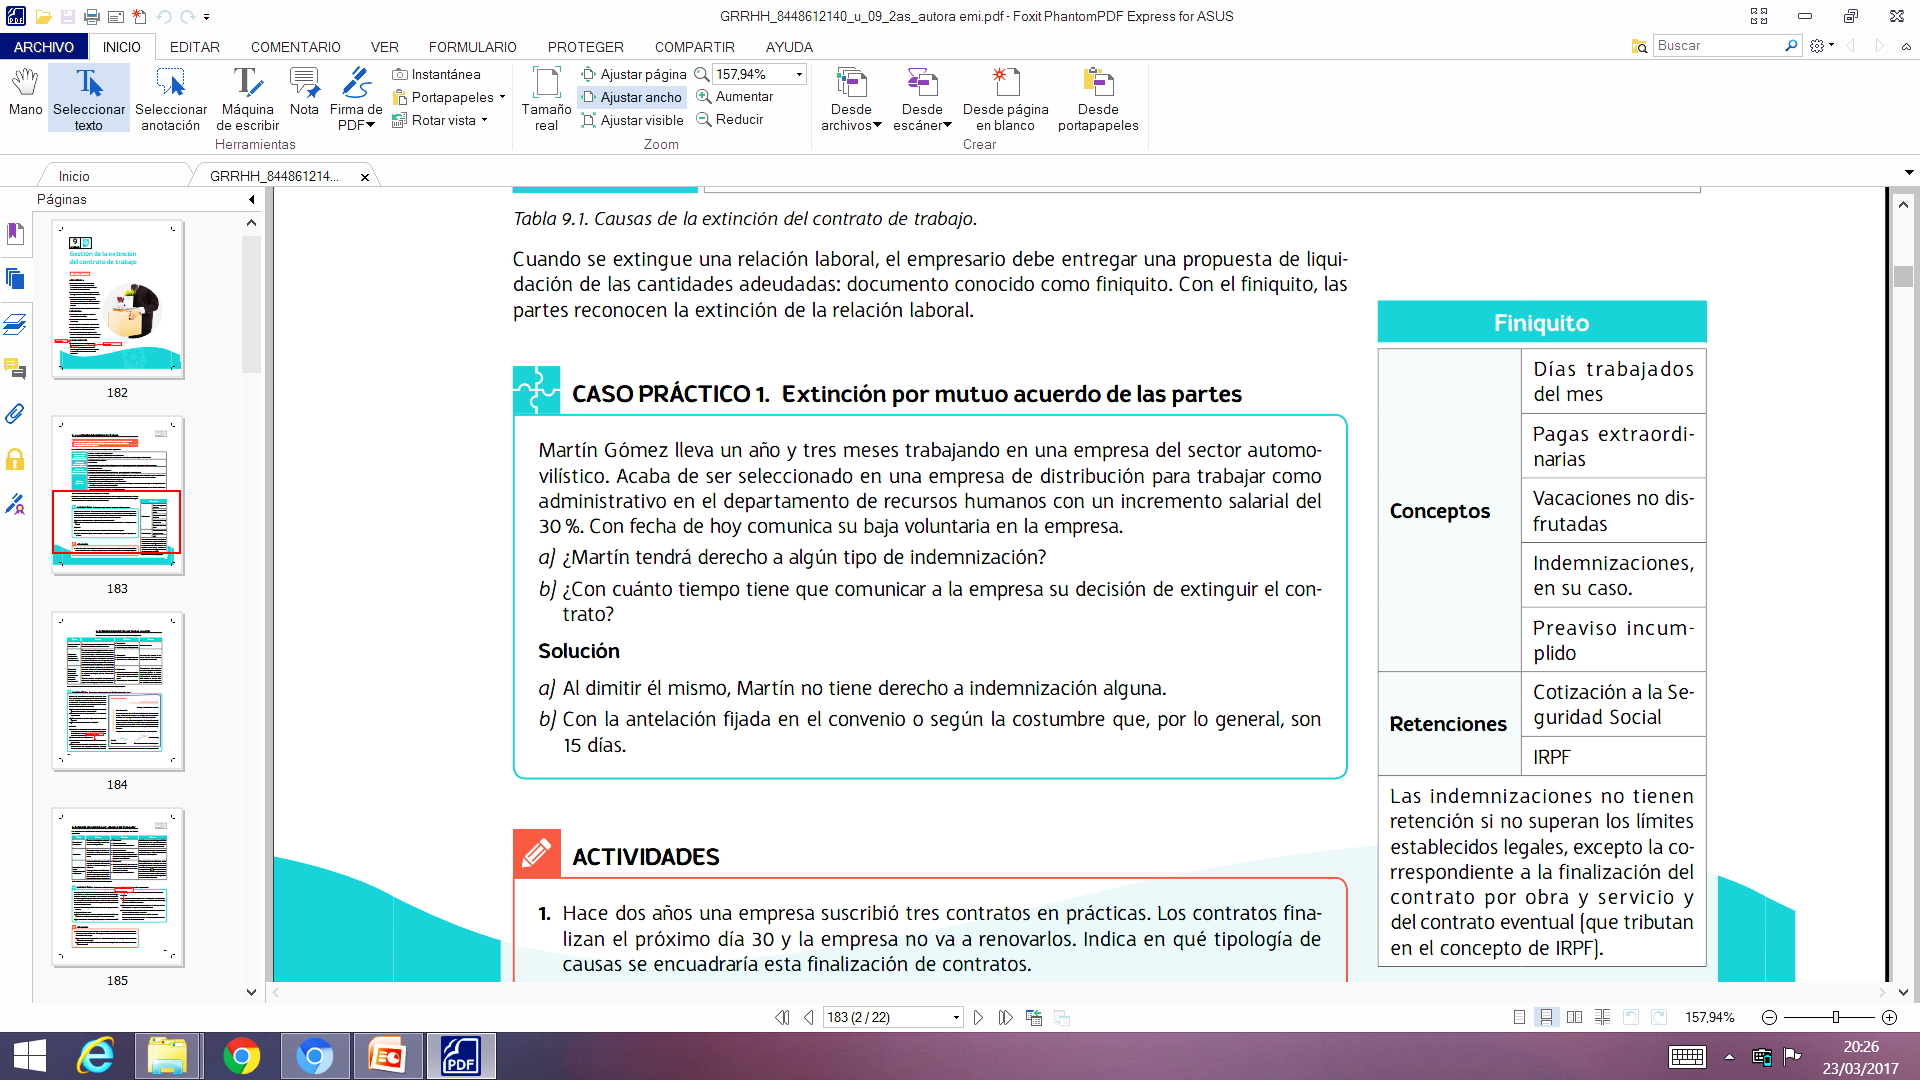 GRRHH_8448612140_u_09_2as_autora emi.pdf - Foxit PhantomPDF Express for ASUS
ARCHIVO INICIO EDITAR COMENTARIO VER FORMULARIO PROTEGER COMPARTIR AYUDA
Buscar
Mano
Seleccionar texto
Seleccionar anotación
Máquina de escribir
Nota
Firma de PDF
Instantánea
Portapapeles
Rotar vista
Herramientas
Tamaño real
Ajustar página
Ajustar ancho
Ajustar visible
157,94%
Aumentar
Reducir
Zoom
Desde archivos
Desde escáner
Desde página en blanco
Desde portapapeles
Crear
Inicio
GRRHH_844861214...
Páginas
9
Gestión de la extinción
del contrato de trabajo
182
183
184
185
Tabla 9.1. Causas de la extinción del contrato de trabajo.
Cuando se extingue una relación laboral, el empresario debe entregar una propuesta de liqui-
dación de las cantidades adeudadas: documento conocido como finiquito. Con el finiquito, las
partes reconocen la extinción de la relación laboral.
CASO PRÁCTICO 1. Extinción por mutuo acuerdo de las partes
Martín Gómez lleva un año y tres meses trabajando en una empresa del sector automo-
vilístico. Acaba de ser seleccionado en una empresa de distribución para trabajar como
administrativo en el departamento de recursos humanos con un incremento salarial del
30 %. Con fecha de hoy comunica su baja voluntaria en la empresa.
a) ¿Martín tendrá derecho a algún tipo de indemnización?
b) ¿Con cuánto tiempo tiene que comunicar a la empresa su decisión de extinguir el con-
trato?
Solución
a) Al dimitir él mismo, Martín no tiene derecho a indemnización alguna.
b) Con la antelación fijada en el convenio o según la costumbre que, por lo general, son
15 días.
ACTIVIDADES
1. Hace dos años una empresa suscribió tres contratos en prácticas. Los contratos fina-
lizan el próximo día 30 y la empresa no va a renovarlos. Indica en qué tipología de
causas se encuadraría esta finalización de contratos.
Finiquito
Conceptos
Días trabajados
del mes
Pagas extraordi-
narias
Vacaciones no dis-
frutadas
Indemnizaciones,
en su caso.
Preaviso incum-
plido
Retenciones
Cotización a la Se-
guridad Social
IRPF
Las indemnizaciones no tienen
retención si no superan los límites
establecidos legales, excepto la co-
rrespondiente a la finalización del
contrato por obra y servicio y
del contrato eventual (que tributan
en el concepto de IRPF).
183 (2 / 22)
157,94%
PDF
20:26
23/03/2017